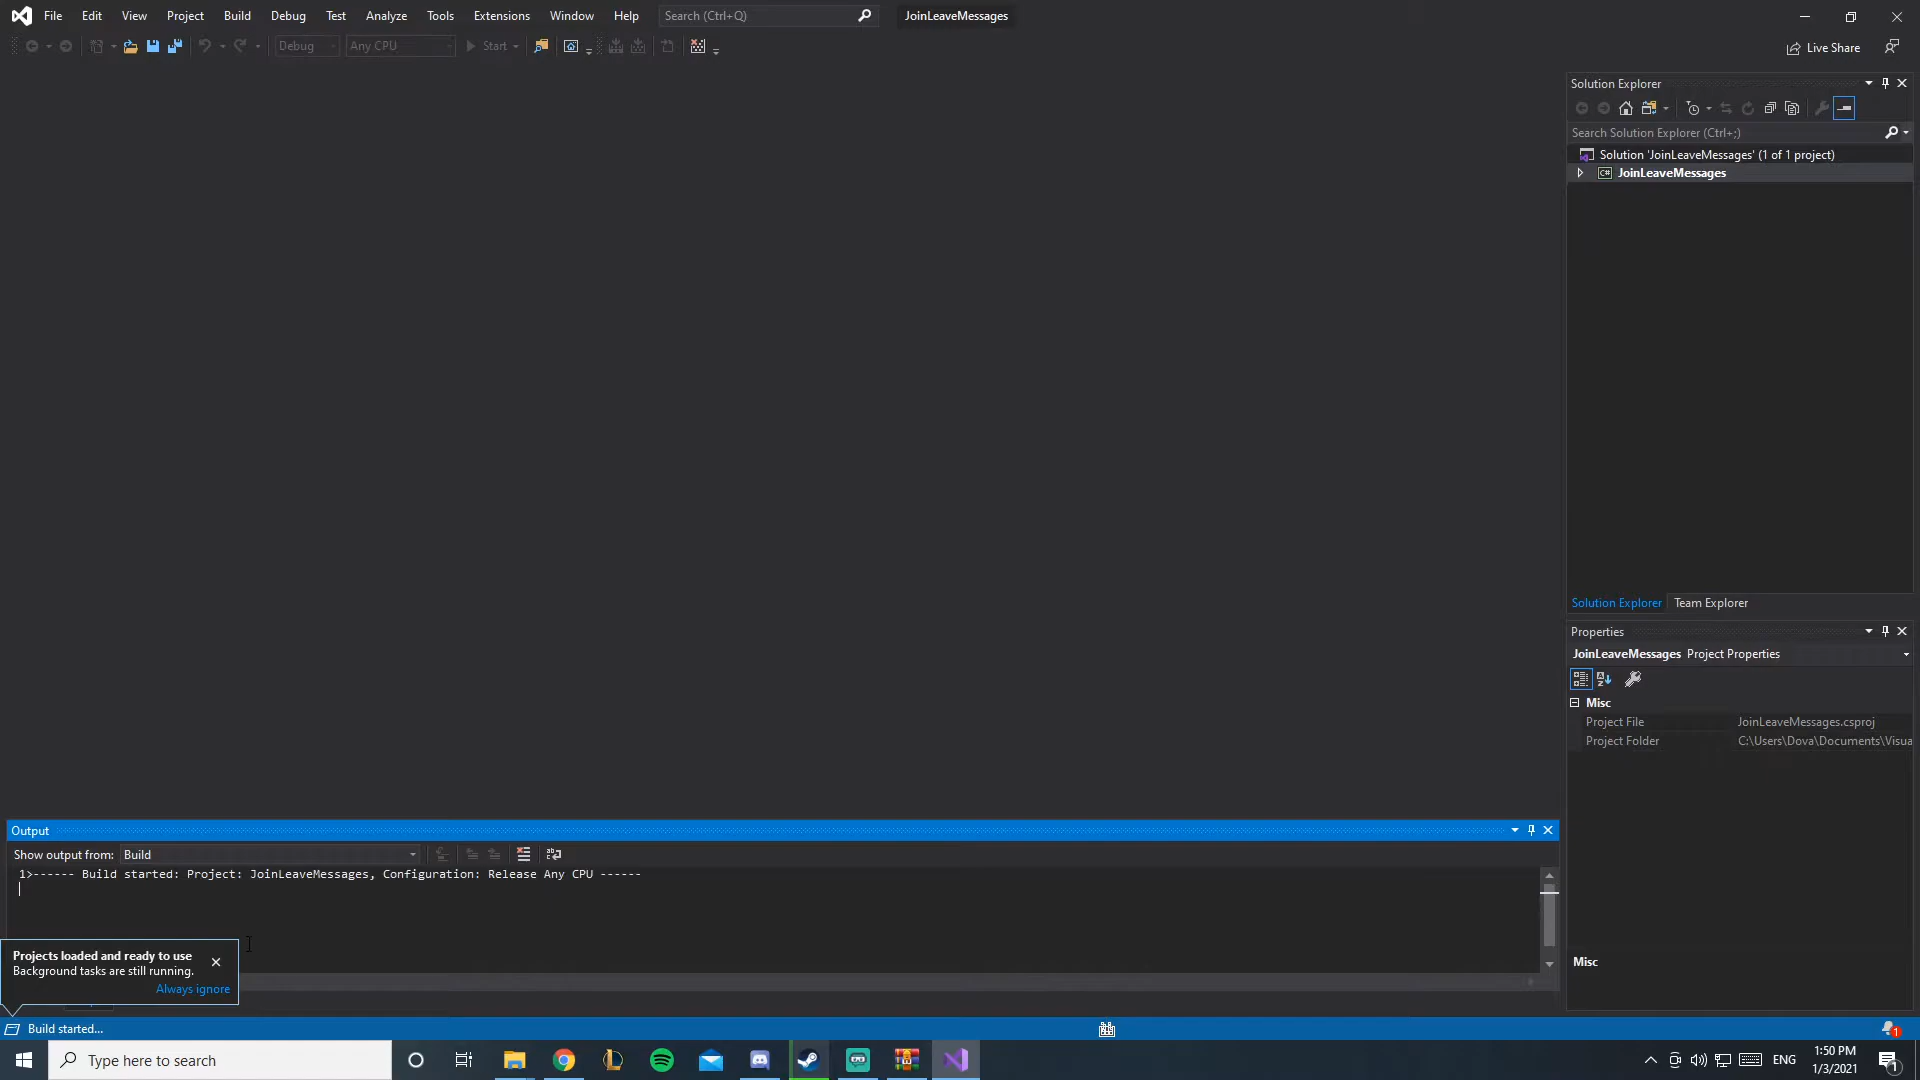 File Edit View Project Build Debug Test Analyze Tools Extensions Window Help Search (Ctrl+Q) JoinLeaveMessages
Debug Any CPU Start Live Share
Solution Explorer
Search Solution Explorer (Ctrl+;)
Solution 'JoinLeaveMessages' (1 of 1 project)
C# JoinLeaveMessages
Solution Explorer Team Explorer
Properties
JoinLeaveMessages Project Properties
Misc
Project File JoinLeaveMessages.csproj
Project Folder C:\Users\Dova\Documents\Visua
Misc
Output
Show output from: Build
1>------ Build started: Project: JoinLeaveMessages, Configuration: Release Any CPU ------
Projects loaded and ready to use
Background tasks are still running.
Always ignore
Build started...
1
Type here to search
ENG
1:50 PM
1/3/2021
1